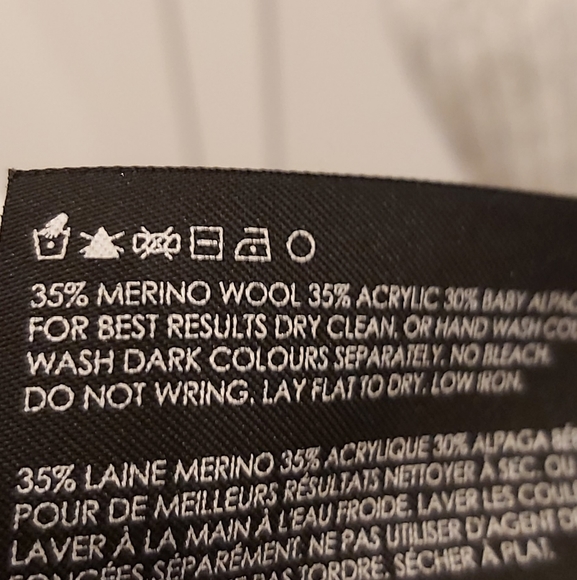 35% MERINO WOOL 35% ACRYLIC 30% BABY
FOR BEST RESULTS DRY CLEAN. OR HAND WASH
WASH DARK COLOURS SEPARATELY. NO BLEACH.
DO NOT WRING. LAY FLAT TO DRY. LOW IRON.
35% LAINE MERINO 35% ACRYLIQUE 30% ALPAGA
POUR DE MEILLEURS RÉSULTATS NETTOYER À SEC. OU
LAVER À LA MAIN À L'EAU FROIDE. LAVER LES
FONCÉES SÉPARÉMENT. NE PAS UTILISER D'AGENT
PAS TORDRE. SÉCHER À PLAT.